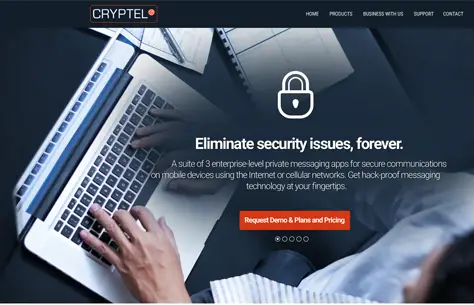 CRYPTEL
HOME PRODUCTS BUSINESS WITH US SUPPORT CONTACT
Eliminate security issues, forever.
A suite of 3 enterprise-level private messaging apps for secure communications
on mobile devices using the Internet or cellular networks. Get hack-proof messaging
technology at your fingertips.
Request Demo & Plans and Pricing